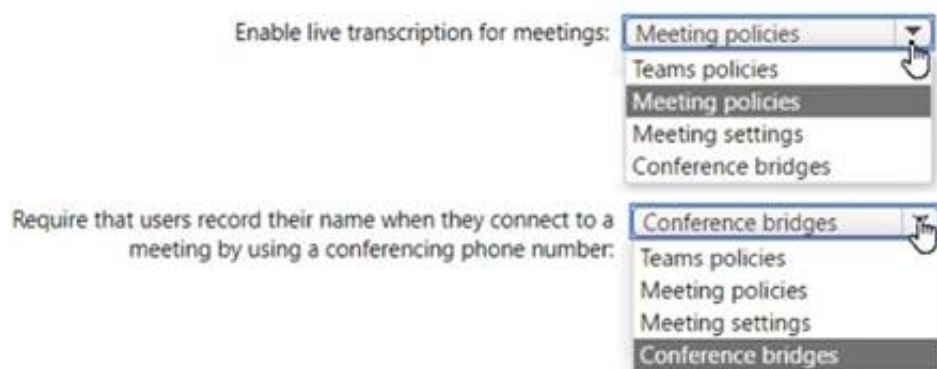 Enable live transcription for meetings: Meeting policies
Teams policies
Meeting policies
Meeting settings
Conference bridges
Require that users record their name when they connect to a
meeting by using a conferencing phone number: Conference bridges
Teams policies
Meeting policies
Meeting settings
Conference bridges